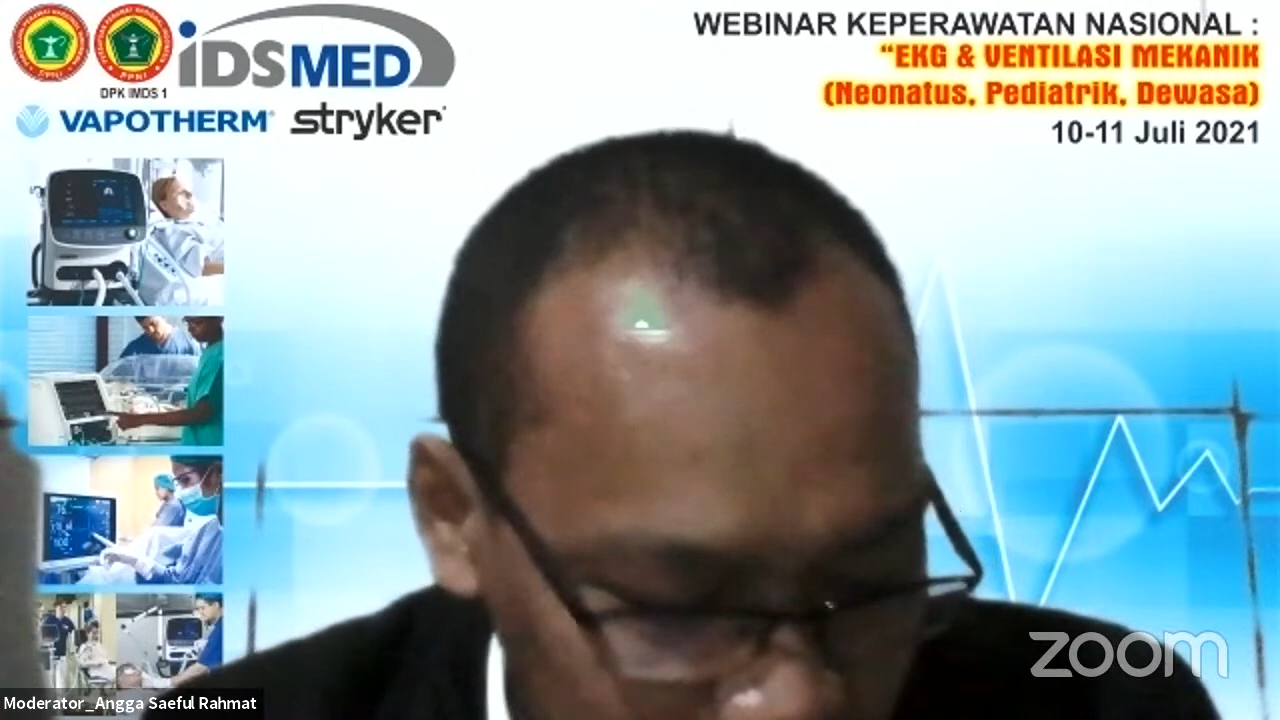 iDSMED
DPK IMDS 1
VAPOTHERM® stryker®
WEBINAR KEPERAWATAN NASIONAL :
“EKG & VENTILASI MEKANIK
(Neonatus, Pediatrik, Dewasa)
10-11 Juli 2021
zoom
Moderator_Angga Saeful Rahmat